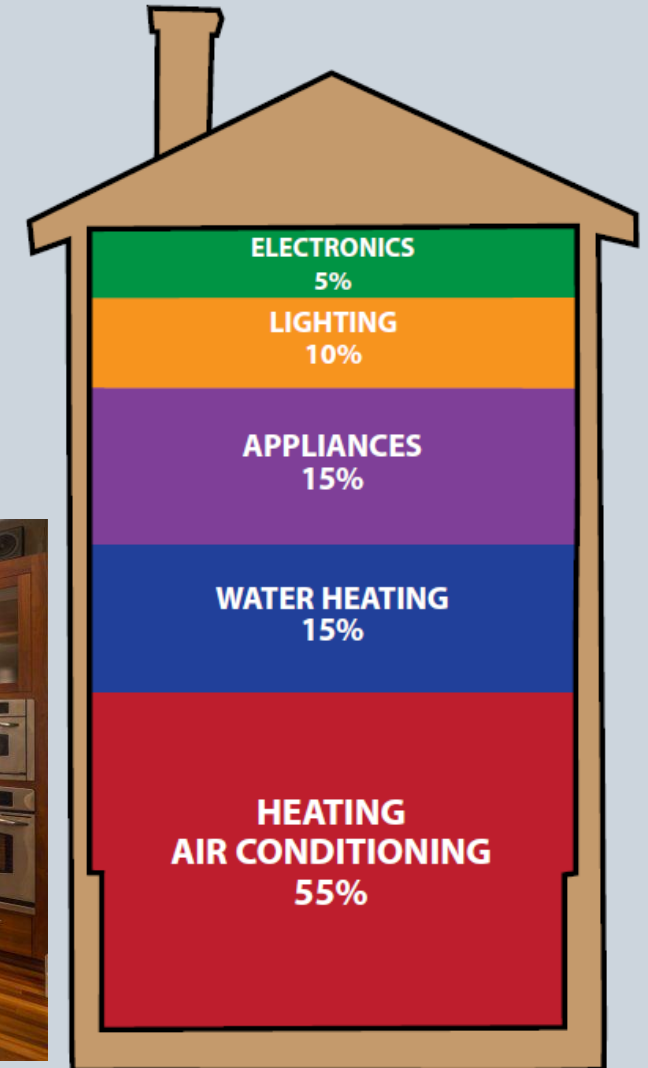 ELECTRONICS
5%
LIGHTING
10%
APPLIANCES
15%
WATER HEATING
15%
HEATING
AIR CONDITIONING
55%